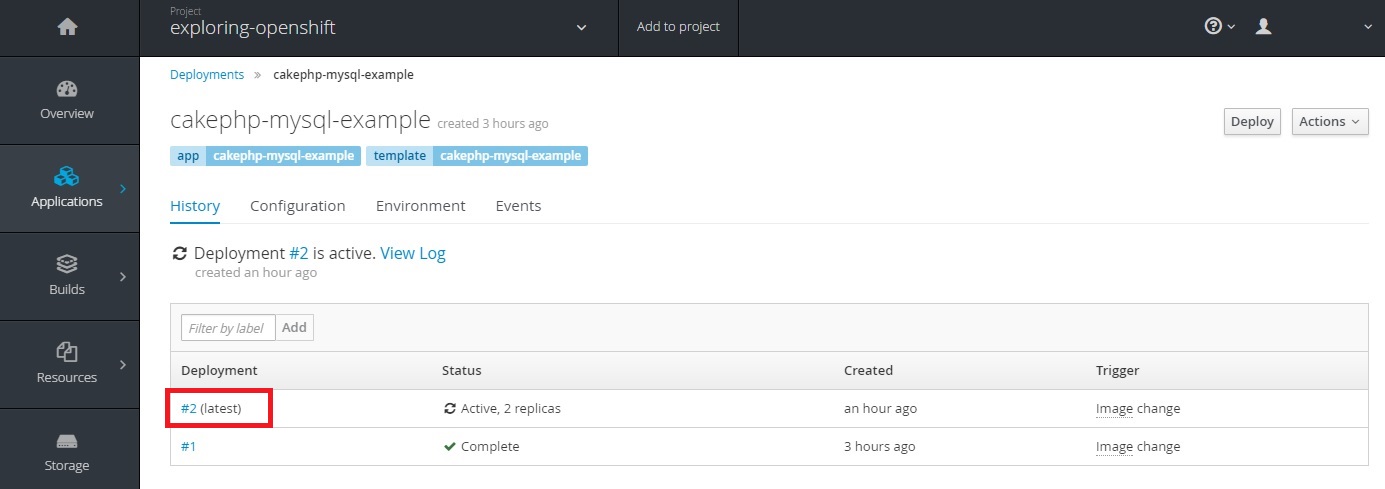 Project
exploring-openshift
Add to project
Overview
Applications
Builds
Resources
Storage
Deployments » cakephp-mysql-example
cakephp-mysql-example created 3 hours ago
Deploy
Actions
app cakephp-mysql-example template cakephp-mysql-example
History Configuration Environment Events
Deployment #2 is active. View Log
created an hour ago
Filter by label Add
Deployment Status Created Trigger
#2 (latest) Active, 2 replicas an hour ago Image change
#1 Complete 3 hours ago Image change